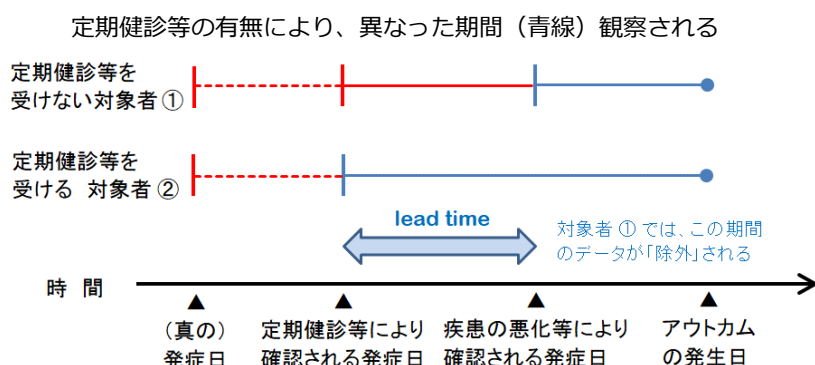 定期健診等の有無により、異なった期間（青線）観察される
定期健診等を
受けない対象者①
定期健診等を
受ける 対象者②
lead time
対象者 ① では、この期間
のデータが「除外」される
時 間
▲ ▲ ▲ ▲
（真の）
発症日
定期健診等により
確認される発症日
疾患の悪化等により
確認される発症日
アウトカム
の発生日